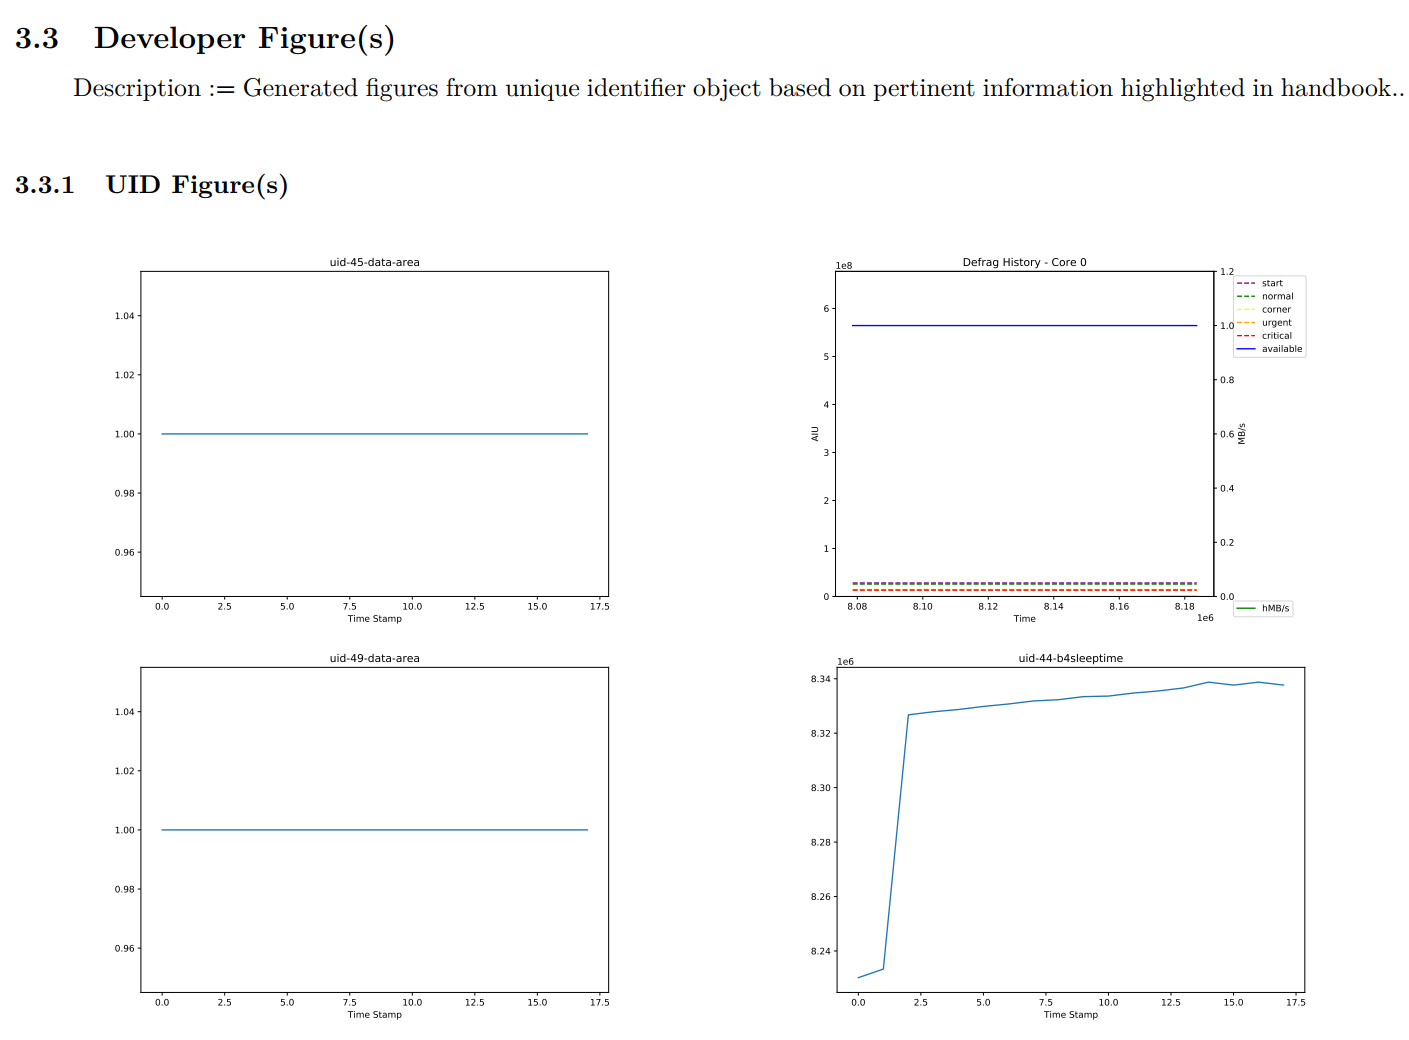 3.3 Developer Figure(s)
Description := Generated figures from unique identifier object based on pertinent information highlighted in handbook..
3.3.1 UID Figure(s)
uid-45-data-area
1.04
1.02
1.00
0.98
0.96
0.0 2.5 5.0 7.5 10.0 12.5 15.0 17.5
Time Stamp
Defrag History - Core 0
1e8
6
5
4
3
2
1
0
AIU
8.08 8.10 8.12 8.14 8.16 8.18
Time
1e6
1.2
1.0
0.8
0.6
0.4
0.2
0.0
MB/s
start
normal
corner
urgent
critical
available
hMB/s
uid-49-data-area
1.04
1.02
1.00
0.98
0.96
0.0 2.5 5.0 7.5 10.0 12.5 15.0 17.5
Time Stamp
uid-44-b4sleeptime
1e6
8.34
8.32
8.30
8.28
8.26
8.24
0.0 2.5 5.0 7.5 10.0 12.5 15.0 17.5
Time Stamp